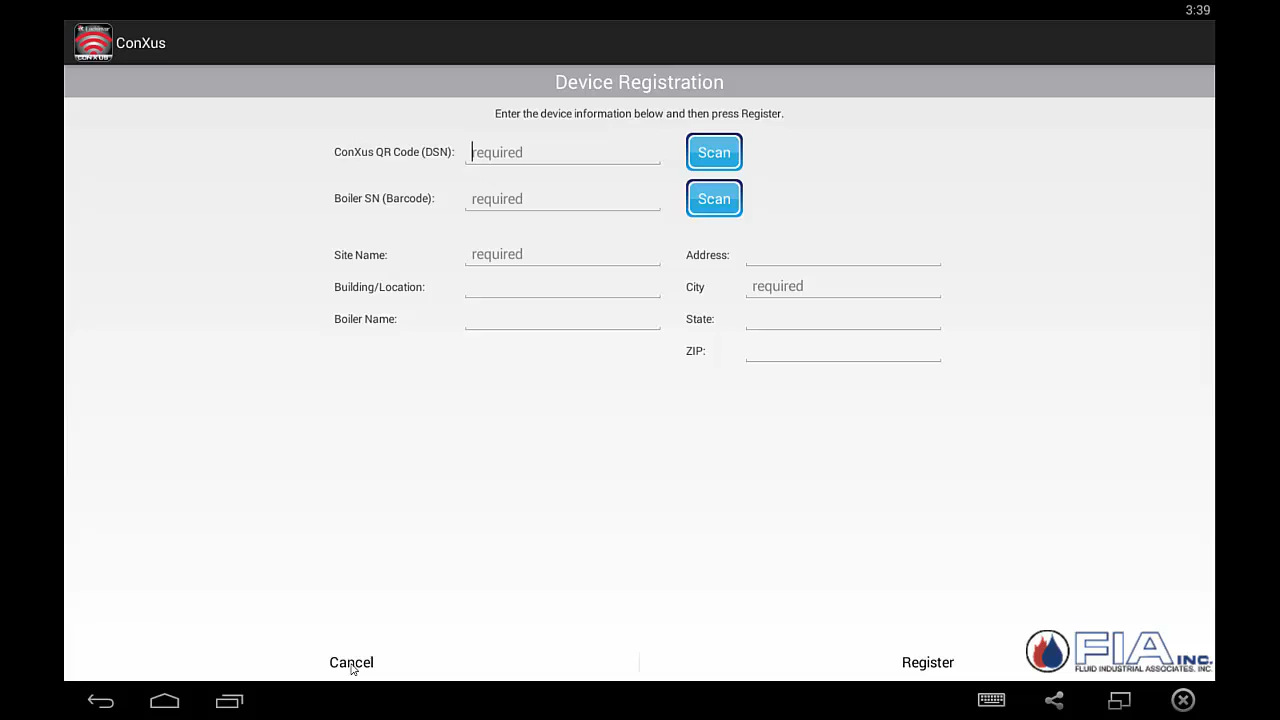 3:39
ConXus
Device Registration
Enter the device information below and then press Register.
ConXus QR Code (DSN): required Scan
Boiler SN (Barcode): required Scan
Site Name: required Address:
Building/Location: City required
Boiler Name: State:
ZIP:
Cancel Register
FIA INC.
FLUID INDUSTRIAL ASSOCIATES, INC.